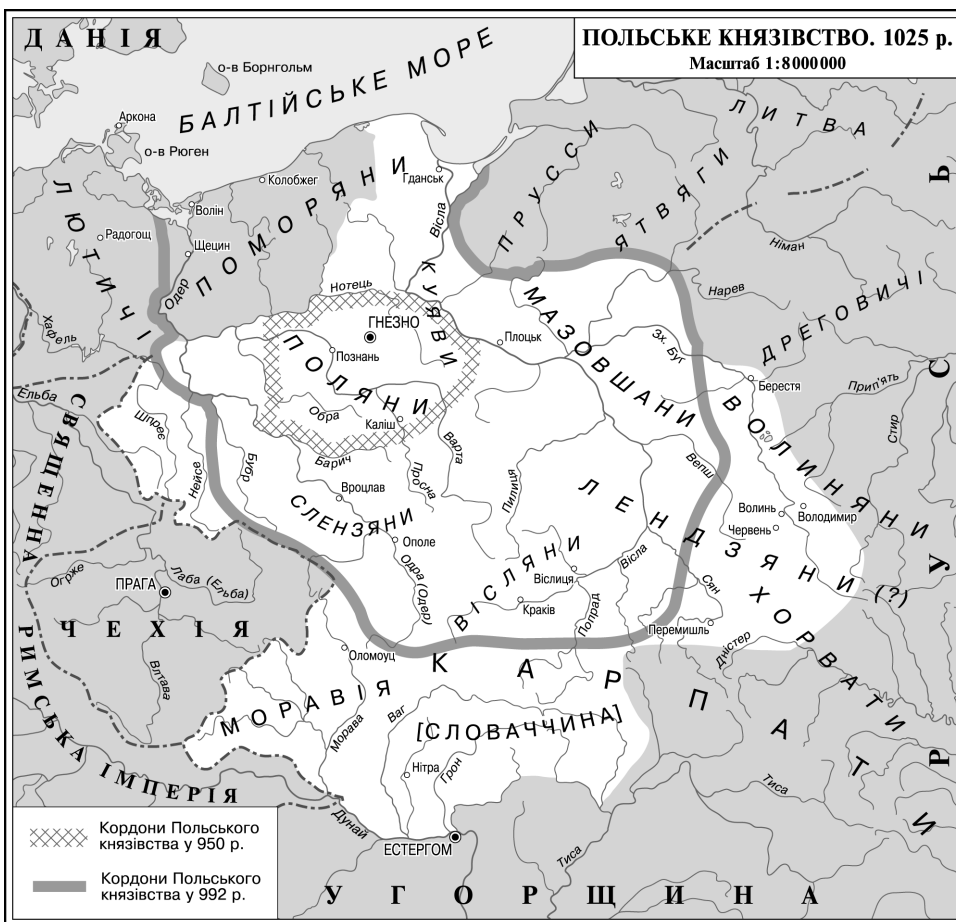 ДАНІЯ
ПОЛЬСЬКЕ КНЯЗІВСТВО. 1025 р.
Масштаб 1:8000000
о-в Борнгольм
БАЛТІЙСЬКЕ МОРЕ
ЛИТВА
Аркона
о-в Рюген
ПРУССИ
ЯТВЯГИ
Колобжег
Гданськ
ЛЮТИЧІ
Волін
ПОМОРЯНИ
Вісла
Радогощ
Щецин
Німан
Одер
Нотець
КУЯВИ
Нарев
ДРЕГОВИЧІ
Хафель
ГНЕЗНО
МАЗОВШАНИ
Плоцьк
Зх. Буг
Познань
ПОЛЯНИ
Берестя
Прип'ять
Ельба
Шпрее
Обра
Каліш
ВОЛИНЯНИ
Стир
СВЯЩЕННА
РИМСЬКА ІМПЕРІЯ
Нейсе
Бубр
Барич
Просна
Варта
Вепш
Вроцлав
Пилиця
ЛЕНДЗЯНИ (?)
Волинь
Володимир
СЛЕНЗЯНИ
Червень
РУСЬ
Ополе
Огрже
ПРАГА
Лаба (Ельба)
Одра (Одер)
ВІСЛЯНИ
Вісла
Віслиця
Сян
ХОРВАТИ
Краків
Попрад
Перемишль
ЧЕХІЯ
Дністер
Оломоуц
КАРПАТИ
Влтава
МОРАВІЯ
Морава
Ваг
[СЛОВАЧЧИНА]
Нітра
Грон
Тиса
Дунай
ЕСТЕРГОМ
Тиса
УГОРЩИНА
Кордони Польського
князівства у 950 р.
Кордони Польського
князівства у 992 р.